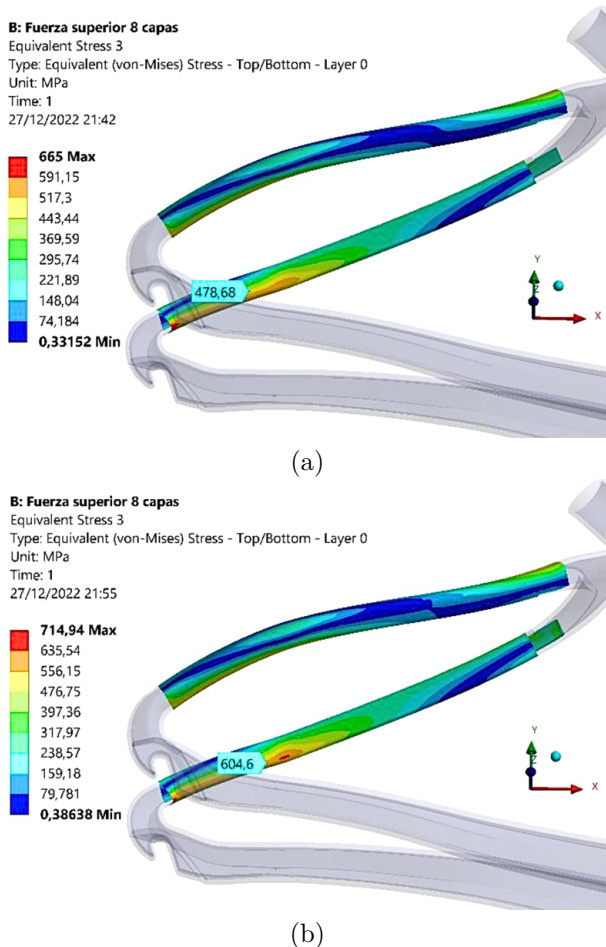 B: Fuerza superior 8 capas
Equivalent Stress 3
Type: Equivalent (von-Mises) Stress - Top/Bottom - Layer 0
Unit: MPa
Time: 1
27/12/2022 21:42
665 Max
591,15
517,3
443,44
369,59
295,74
221,89
148,04
74,184
0,33152 Min
478,68
Y
Z
X
(a)
B: Fuerza superior 8 capas
Equivalent Stress 3
Type: Equivalent (von-Mises) Stress - Top/Bottom - Layer 0
Unit: MPa
Time: 1
27/12/2022 21:55
714,94 Max
635,54
556,15
476,75
397,36
317,97
238,57
159,18
79,781
0,38638 Min
604,6
Y
Z
X
(b)